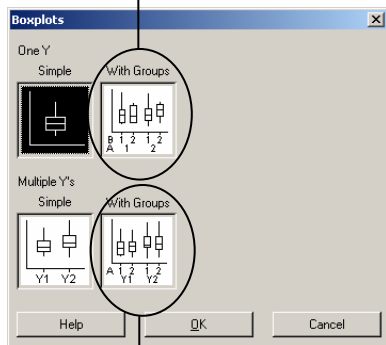 Boxplots
One Y
Simple With Groups
B 1 2 1 2
A 1 2
Multiple Y's
Simple With Groups
Y1 Y2 A 1 2 1 2
Y1 Y2
Help OK Cancel